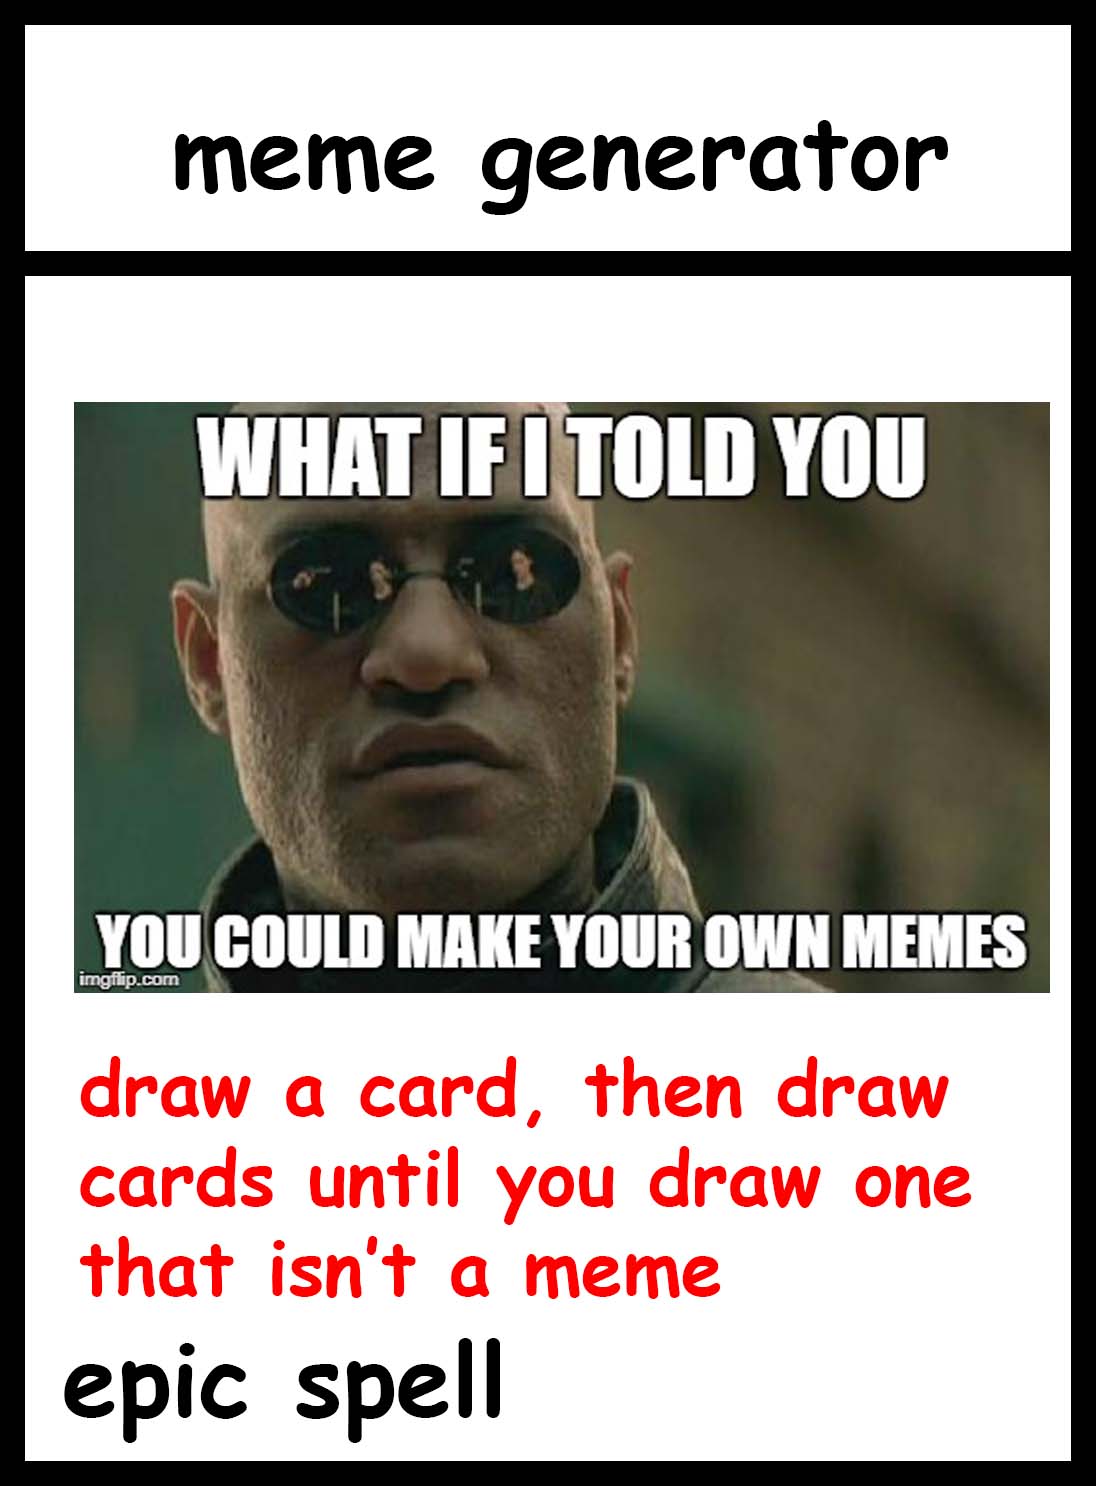 meme generator
WHAT IF I TOLD YOU
YOU COULD MAKE YOUR OWN MEMES
imgflip.com
draw a card, then draw
cards until you draw one
that isn't a meme
epic spell